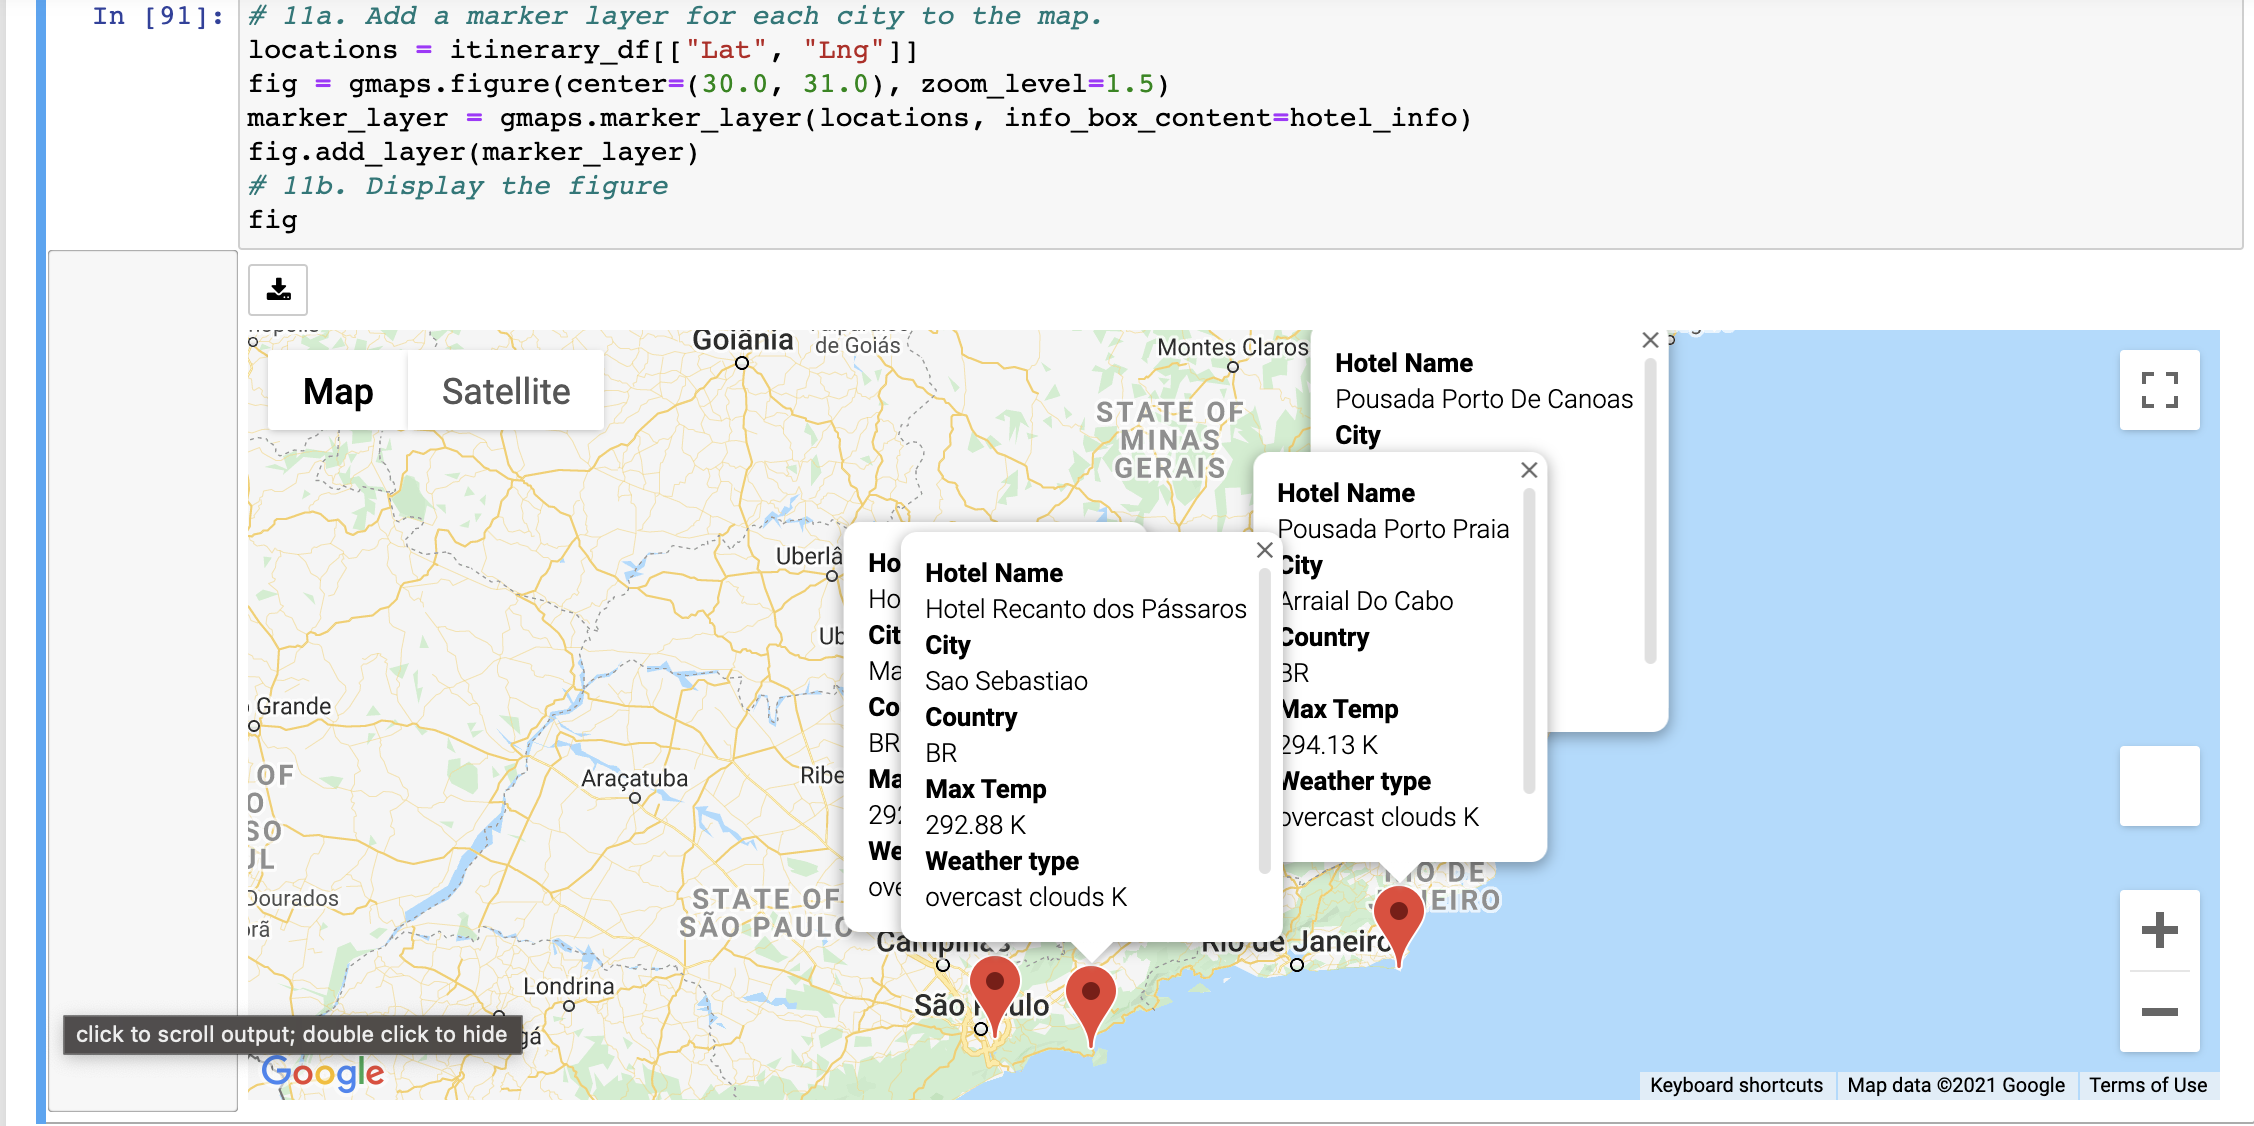 In [91]:
# 11a. Add a marker layer for each city to the map.
locations = itinerary_df[["Lat", "Lng"]]
fig = gmaps.figure(center=(30.0, 31.0), zoom_level=1.5)
marker_layer = gmaps.marker_layer(locations, info_box_content=hotel_info)
fig.add_layer(marker_layer)
# 11b. Display the figure
fig
Goiânia
de Goiás
Montes Claros
Map
Satellite
STATE OF
MINAS
GERAIS
Hotel Name
Pousada Porto De Canoas
City
Hotel Name
Pousada Porto Praia
City
Arraial Do Cabo
Country
BR
Max Temp
294.13 K
Weather type
overcast clouds K
Uberlâ
Ub
Ho
Ho
Cit
Ma
Co
BR
Ma
292
We
ove
Hotel Name
Hotel Recanto dos Pássaros
City
Sao Sebastiao
Country
BR
Max Temp
292.88 K
Weather type
overcast clouds K
Grande
OF
O
SO
UL
Araçatuba
Ribe
Dourados
rã
STATE OF
SÃO PAULO
Campinas
Rio de Janeiro
RIO DE
JANEIRO
Londrina
São Paulo
gá
click to scroll output; double click to hide
Google
Keyboard shortcuts
Map data ©2021 Google
Terms of Use